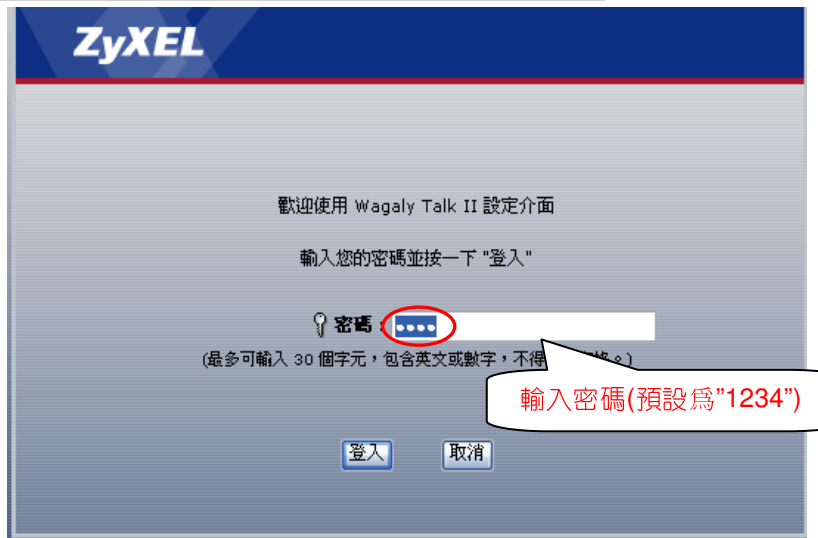 ZyXEL
歡迎使用 Wagaly Talk II 設定介面
輸入您的密碼並按一下 "登入"
密碼：
(最多可輸入 30 個字元，包含英文或數字，不得
輸入密碼(預設為"1234")
登入 取消